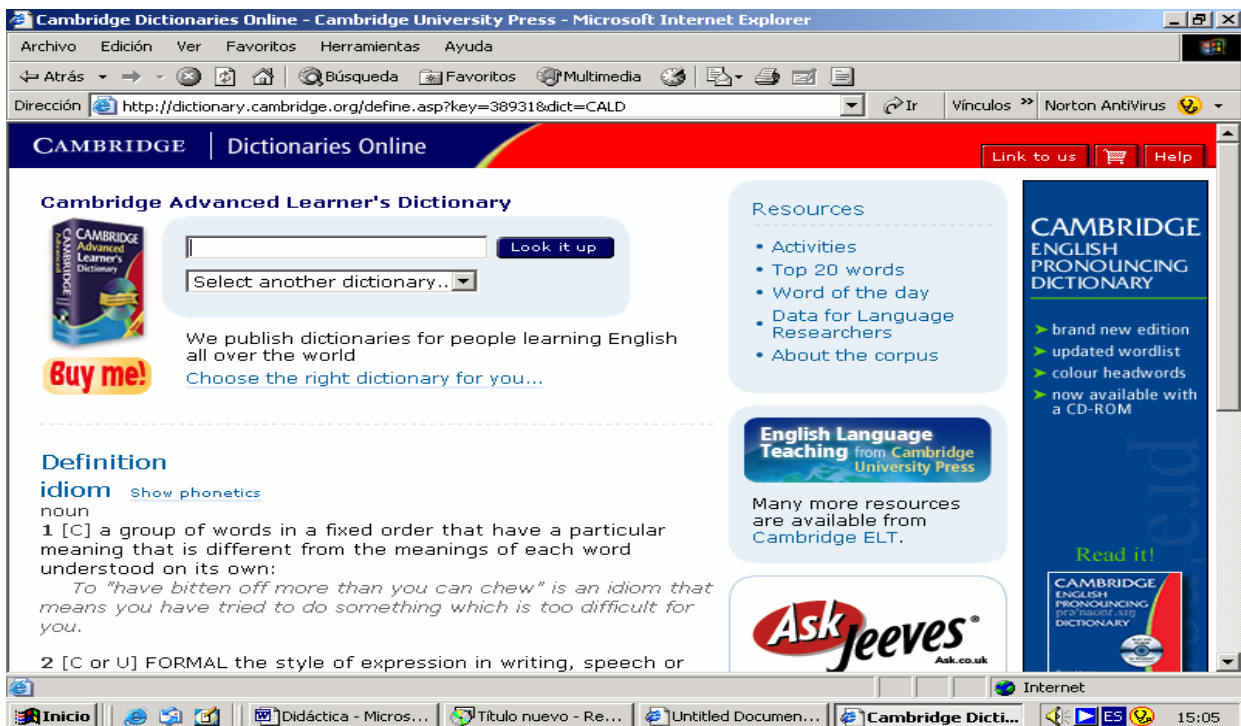 Cambridge Dictionaries Online - Cambridge University Press - Microsoft Internet Explorer
Archivo Edición Ver Favoritos Herramientas Ayuda
Atrás Búsqueda Favoritos Multimedia
Dirección http://dictionary.cambridge.org/define.asp?key=38931&dict=CALD Ir Vínculos » Norton AntiVirus
CAMBRIDGE Dictionaries Online
Link to us Help
Cambridge Advanced Learner's Dictionary
CAMBRIDGE
Advanced
Learner's
Dictionary
Look it up
Select another dictionary..
We publish dictionaries for people learning English
all over the world
Choose the right dictionary for you...
Buy me!
Definition
idiom Show phonetics
noun
1 [C] a group of words in a fixed order that have a particular
meaning that is different from the meanings of each word
understood on its own:
To "have bitten off more than you can chew" is an idiom that
means you have tried to do something which is too difficult for
you.
2 [C or U] FORMAL the style of expression in writing, speech or
Resources
• Activities
• Top 20 words
• Word of the day
• Data for Language
Researchers
• About the corpus
English Language
Teaching from Cambridge
University Press
Many more resources
are available from
Cambridge ELT.
Ask Jeeves®
Ask.co.uk
CAMBRIDGE
ENGLISH
PRONOUNCING
DICTIONARY
brand new edition
updated wordlist
colour headwords
now available with
a CD-ROM
Read it!
CAMBRIDGE
ENGLISH
PRONOUNCING
DICTIONARY
Internet
Inicio Didáctica - Micros... Título nuevo - Re... Untitled Documen... Cambridge Dicti... ES 15:05